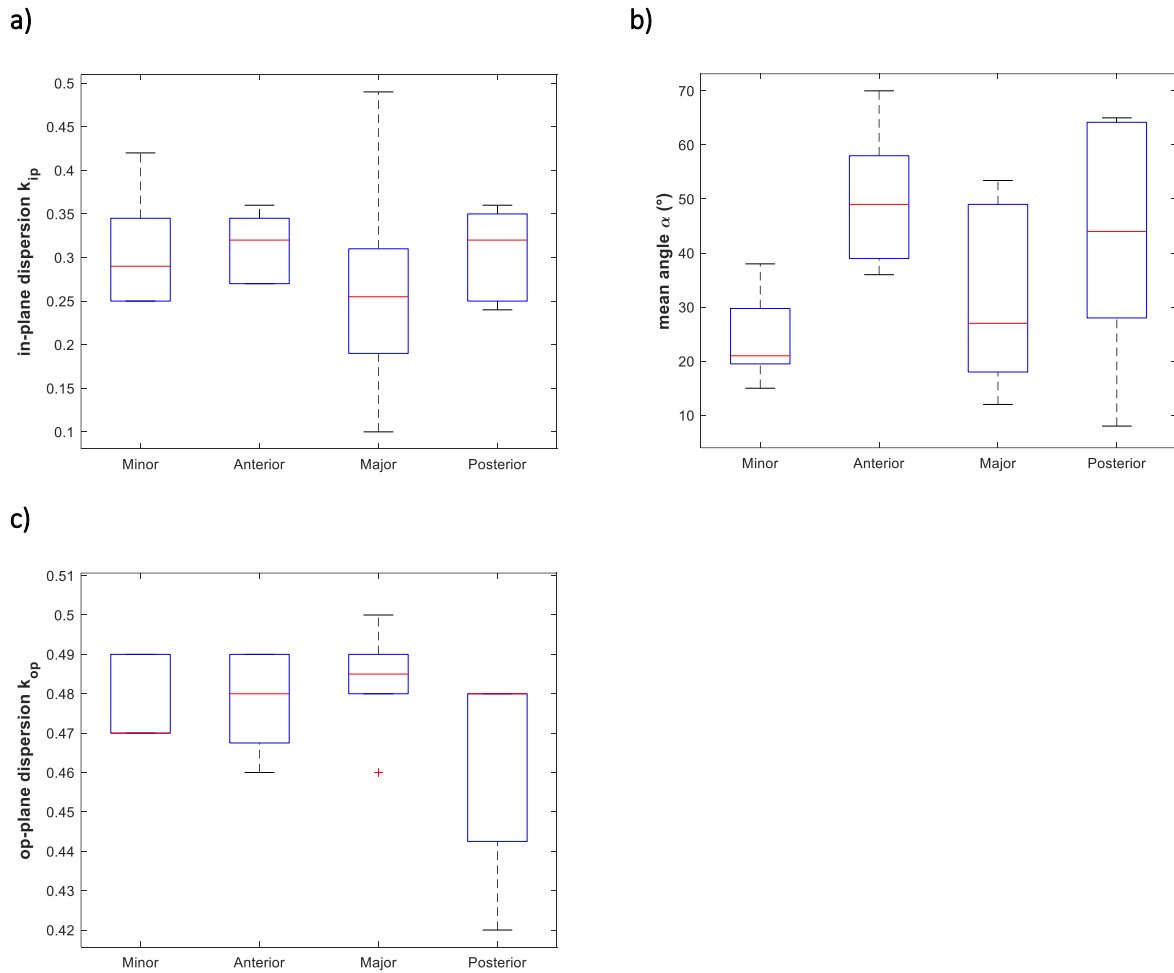 a)
in-plane dispersion kip
0.5
0.45
0.4
0.35
0.3
0.25
0.2
0.15
0.1
Minor Anterior Major Posterior
b)
mean angle α (°)
70
60
50
40
30
20
10
Minor Anterior Major Posterior
c)
op-plane dispersion kop
0.51
0.5
0.49
0.48
0.47
0.46
0.45
0.44
0.43
0.42
Minor Anterior Major Posterior